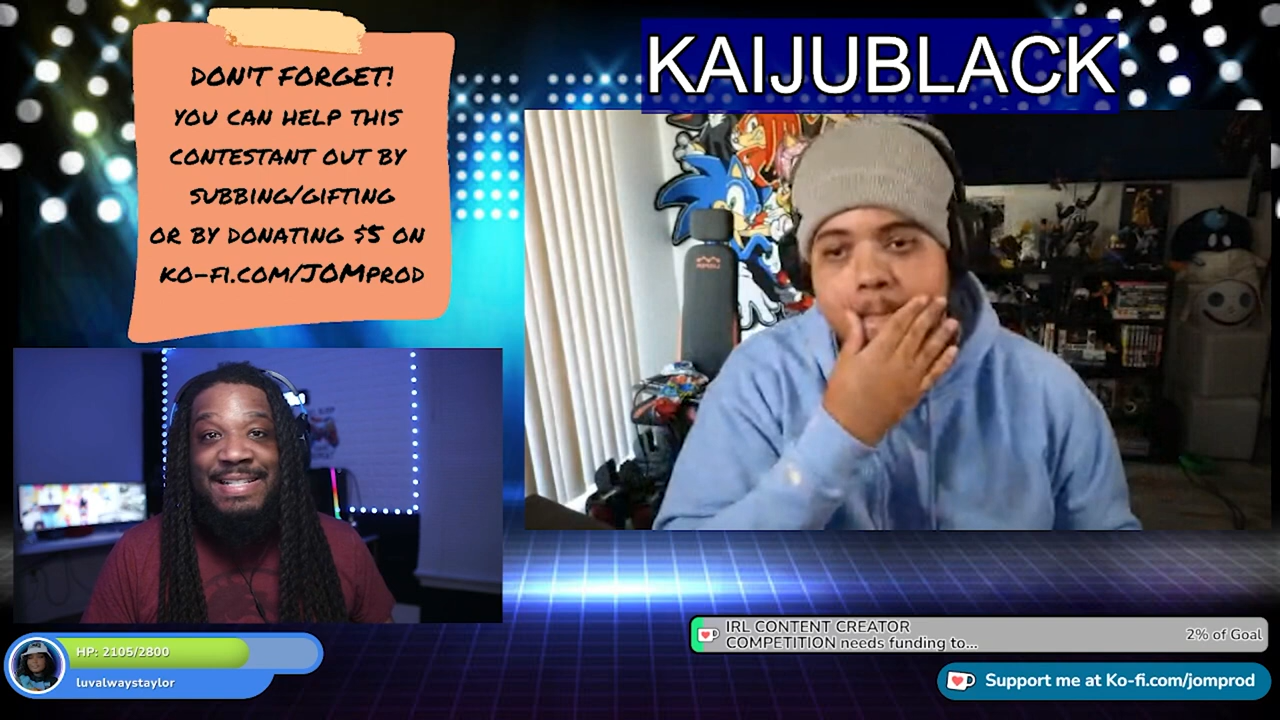 DON'T FORGET!
YOU CAN HELP THIS
CONTESTANT OUT BY
SUBBING/GIFTING
OR BY DONATING $5 ON
KO-FI.COM/JOMPROD
KAIJUBLACK
HP: 2105/2800
luvalwaystaylor
IRL CONTENT CREATOR
COMPETITION needs funding to...
2% of Goal
Support me at Ko-fi.com/jomprod